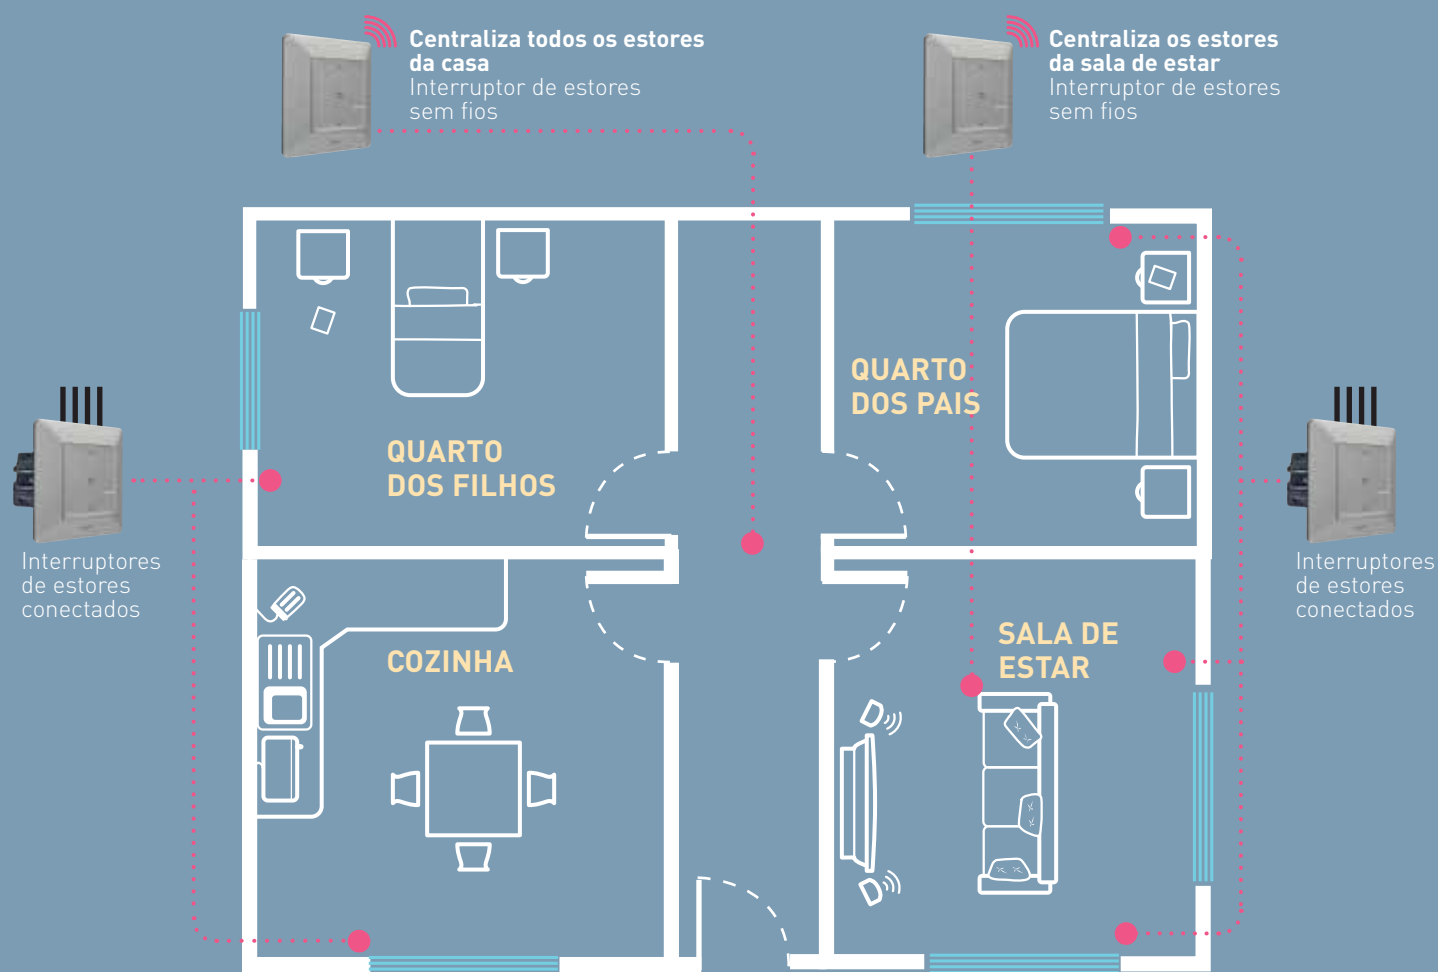 Centraliza todos os estores
da casa
Interruptor de estores
sem fios
Centraliza os estores
da sala de estar
Interruptor de estores
sem fios
QUARTO
DOS PAIS
QUARTO
DOS FILHOS
Interruptores
de estores
conectados
Interruptores
de estores
conectados
COZINHA
SALA DE
ESTAR